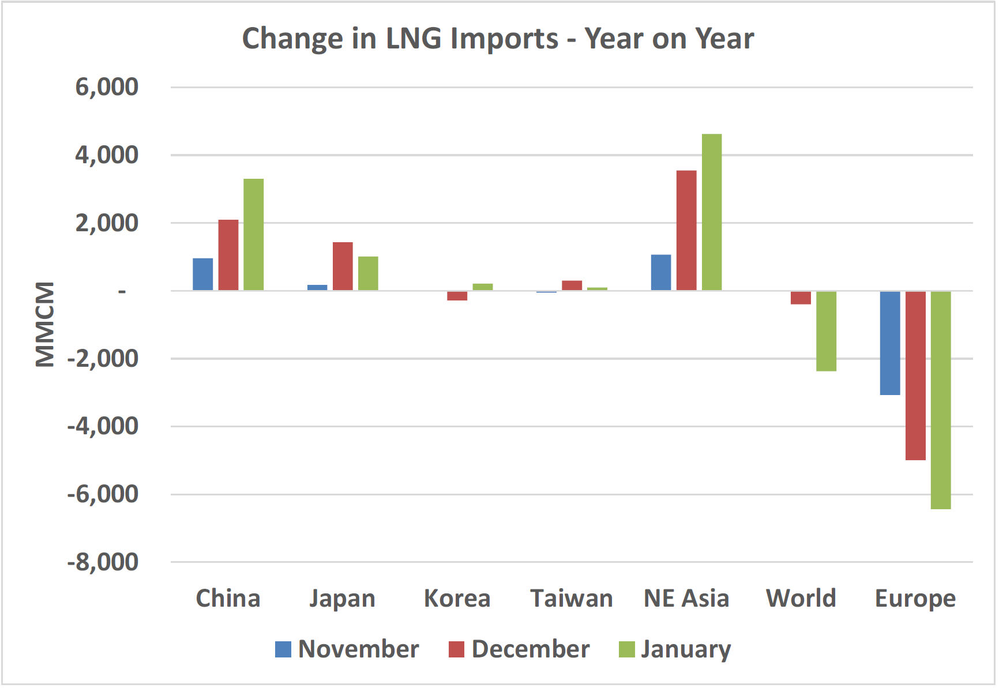 Change in LNG Imports - Year on Year
6,000
4,000
2,000
-
-2,000
-4,000
-6,000
-8,000
MMCM
China Japan Korea Taiwan NE Asia World Europe
November December January